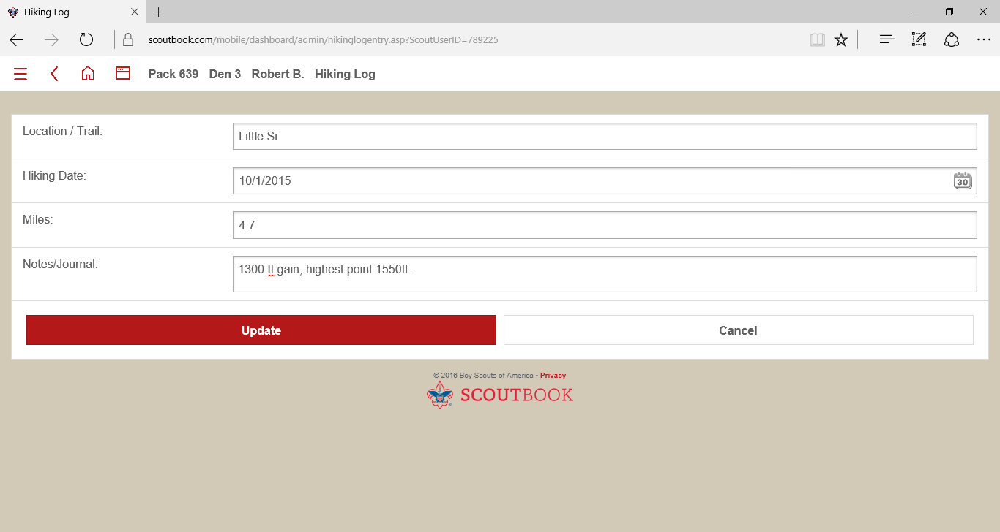 Hiking Log
scoutbook.com/mobile/dashboard/admin/hikinglogentry.asp?ScoutUserID=789225
Pack 639 Den 3 Robert B. Hiking Log
Location / Trail: Little Si
Hiking Date: 10/1/2015 30
Miles: 4.7
Notes/Journal: 1300 ft gain, highest point 1550ft.
Update Cancel
© 2016 Boy Scouts of America • Privacy
SCOUTBOOK